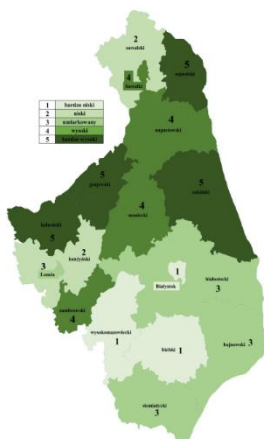 2
suwalski
5
sejneński
4
Suwałki
1 bardzo niski
2 niski
3 umiarkowany
4 wysoki
5 bardzo wysoki
4
augustowski
5
grajewski
4
moniecki
5
sokólski
kolneński
5
2
łomżyński
3
Łomża
1
Białystok
białostocki
3
zambrowski
4
wysokomazowiecki
1
bielski 1
hajnowski 3
siemiatycki
3